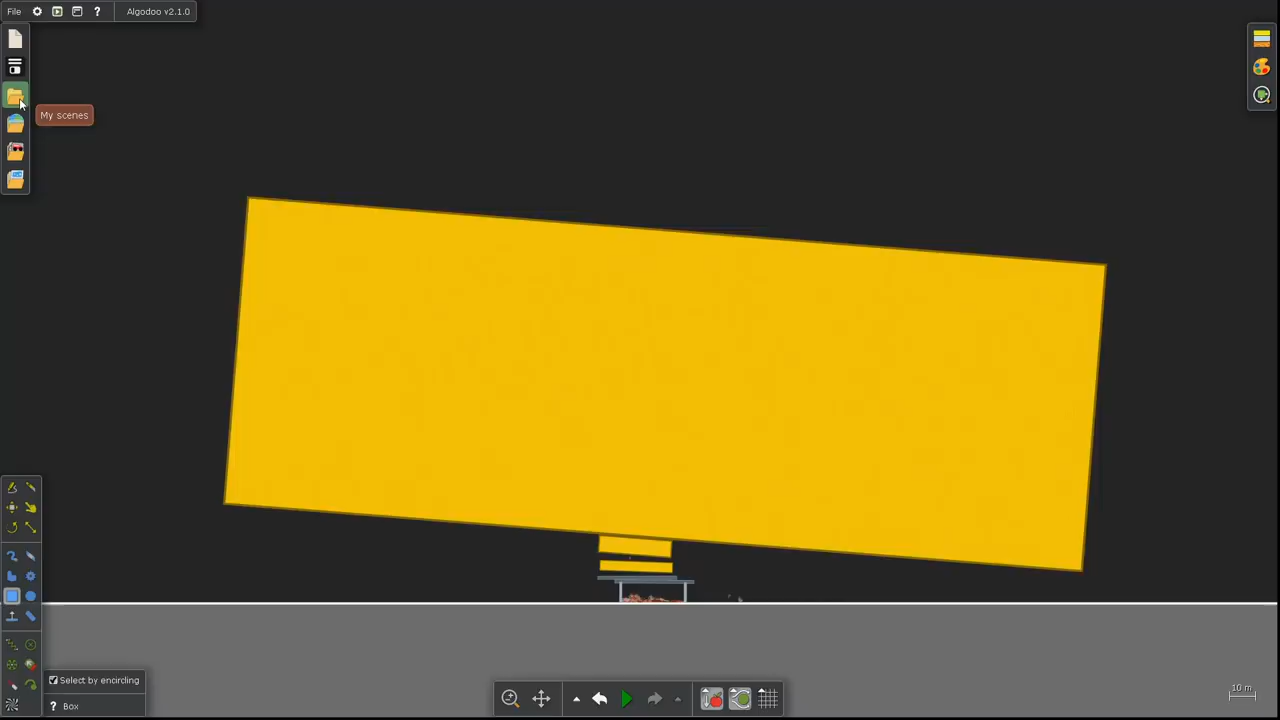 File ? Algodoo v2.1.0
My scenes
Select by encircling
? Box
10 m